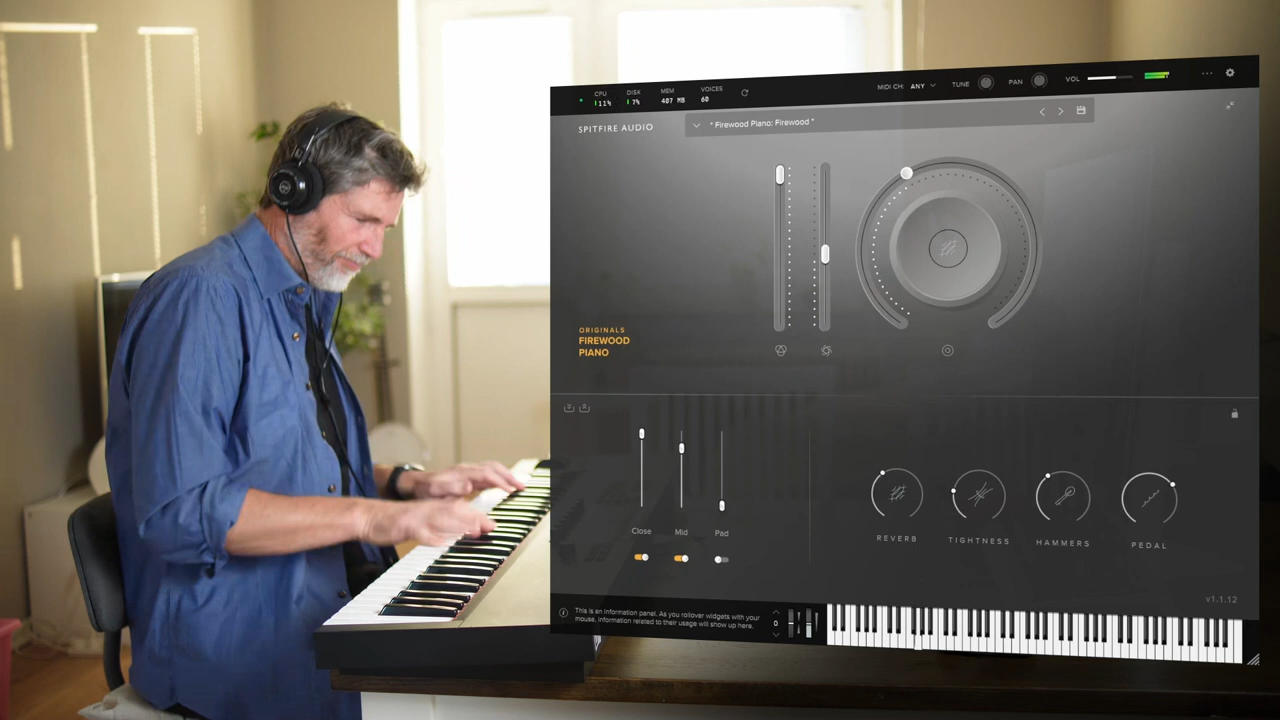 CPU
11%
DISK
7%
MEM
407 MB
VOICES
60
MIDI CH: ANY
TUNE
PAN
VOL
SPITFIRE AUDIO
" Firewood Piano: Firewood "
ORIGINALS
FIREWOOD
PIANO
Close
Mid
Pad
REVERB
TIGHTNESS
HAMMERS
PEDAL
v1.1.12
This is an information panel. As you rollover widgets with your
mouse, information related to their usage will show up here.
0